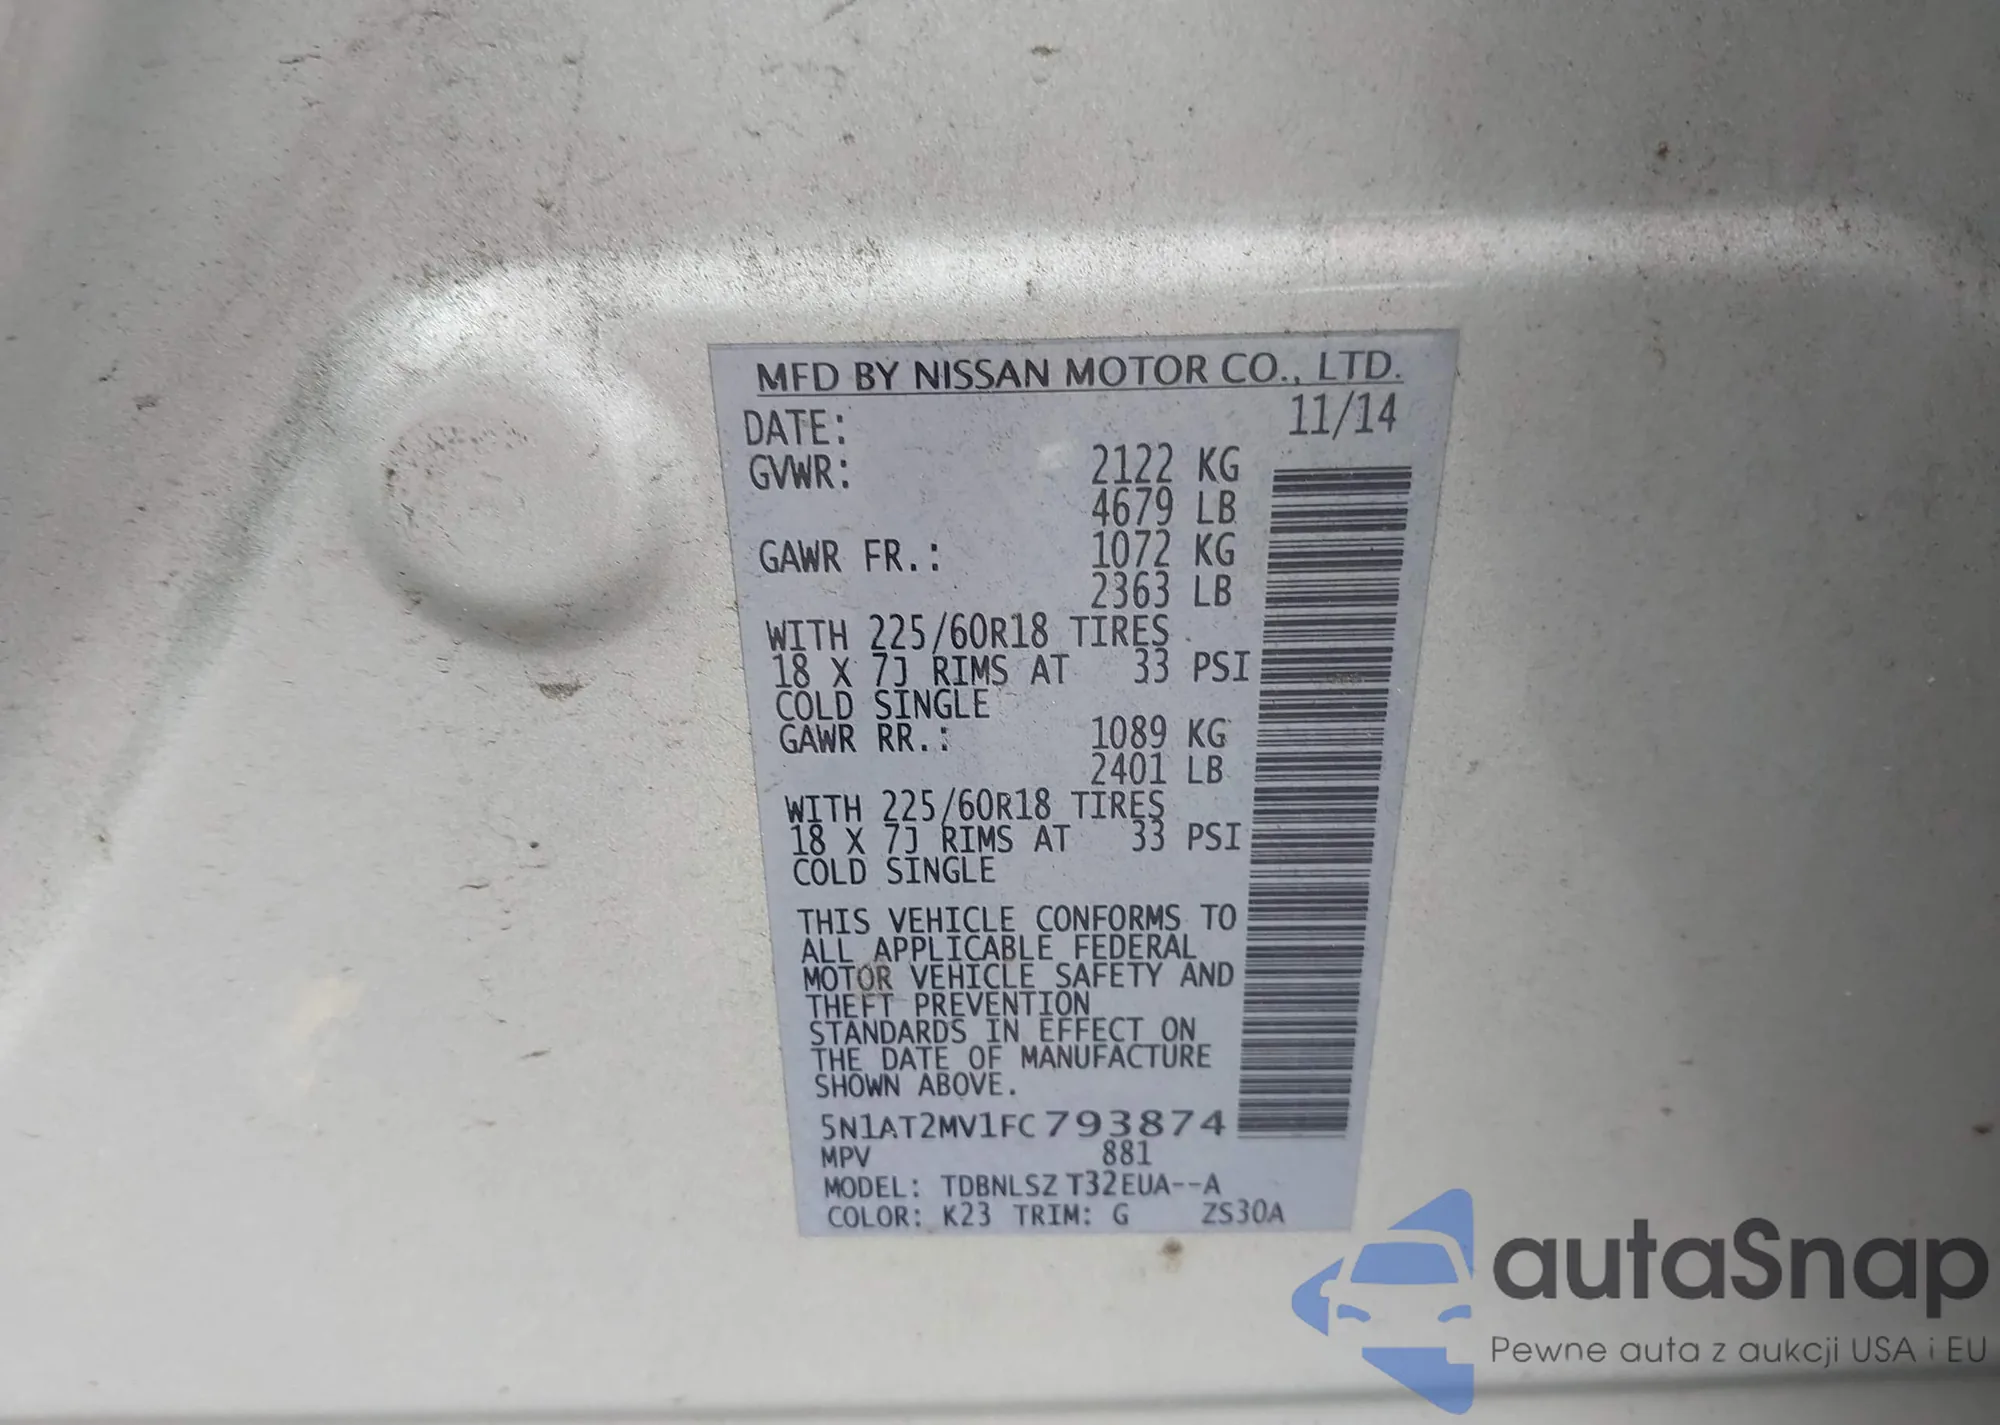 MFD BY NISSAN MOTOR CO., LTD.
DATE: 11/14
GVWR: 2122 KG
4679 LB
GAWR FR.: 1072 KG
2363 LB
WITH 225/60R18 TIRES
18 X 7J RIMS AT 33 PSI
COLD SINGLE
GAWR RR.: 1089 KG
2401 LB
WITH 225/60R18 TIRES
18 X 7J RIMS AT 33 PSI
COLD SINGLE
THIS VEHICLE CONFORMS TO
ALL APPLICABLE FEDERAL
MOTOR VEHICLE SAFETY AND
THEFT PREVENTION
STANDARDS IN EFFECT ON
THE DATE OF MANUFACTURE
SHOWN ABOVE.
5N1AT2MV1FC793874
MPV 881
MODEL: TDBNLSZ T32EUA--A
COLOR: K23 TRIM: G ZS30A
autaSnap
Pewne auta z aukcji USA i EU